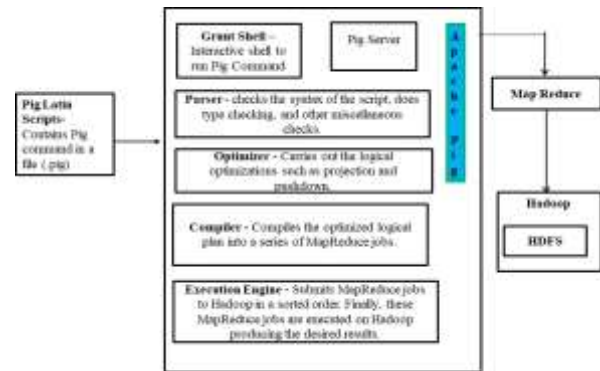 Pig Latin
Scripts-
Contains Pig
command in a
file (.pig)
Grunt Shell –
Interactive shell to
run Pig Command
Pig Server
Apache Pig
Parser - checks the syntax of the script, does
type checking, and other miscellaneous
checks.
Optimizer - Carries out the logical
optimizations such as projection and
pushdown.
Compiler - Compiles the optimized logical
plan into a series of MapReduce jobs.
Execution Engine - Submits MapReduce jobs
to Hadoop in a sorted order. Finally, these
MapReduce jobs are executed on Hadoop
producing the desired results.
Map Reduce
Hadoop
HDFS